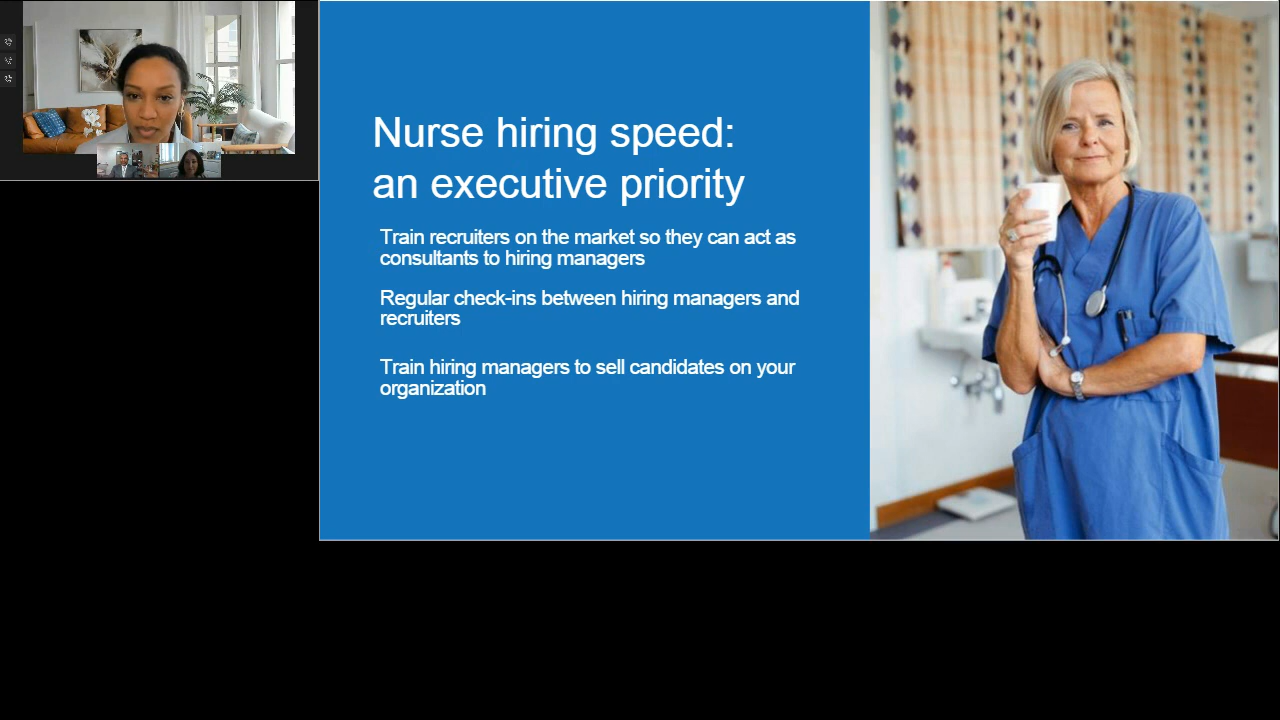 Nurse hiring speed:
an executive priority
Train recruiters on the market so they can act as
consultants to hiring managers
Regular check-ins between hiring managers and
recruiters
Train hiring managers to sell candidates on your
organization